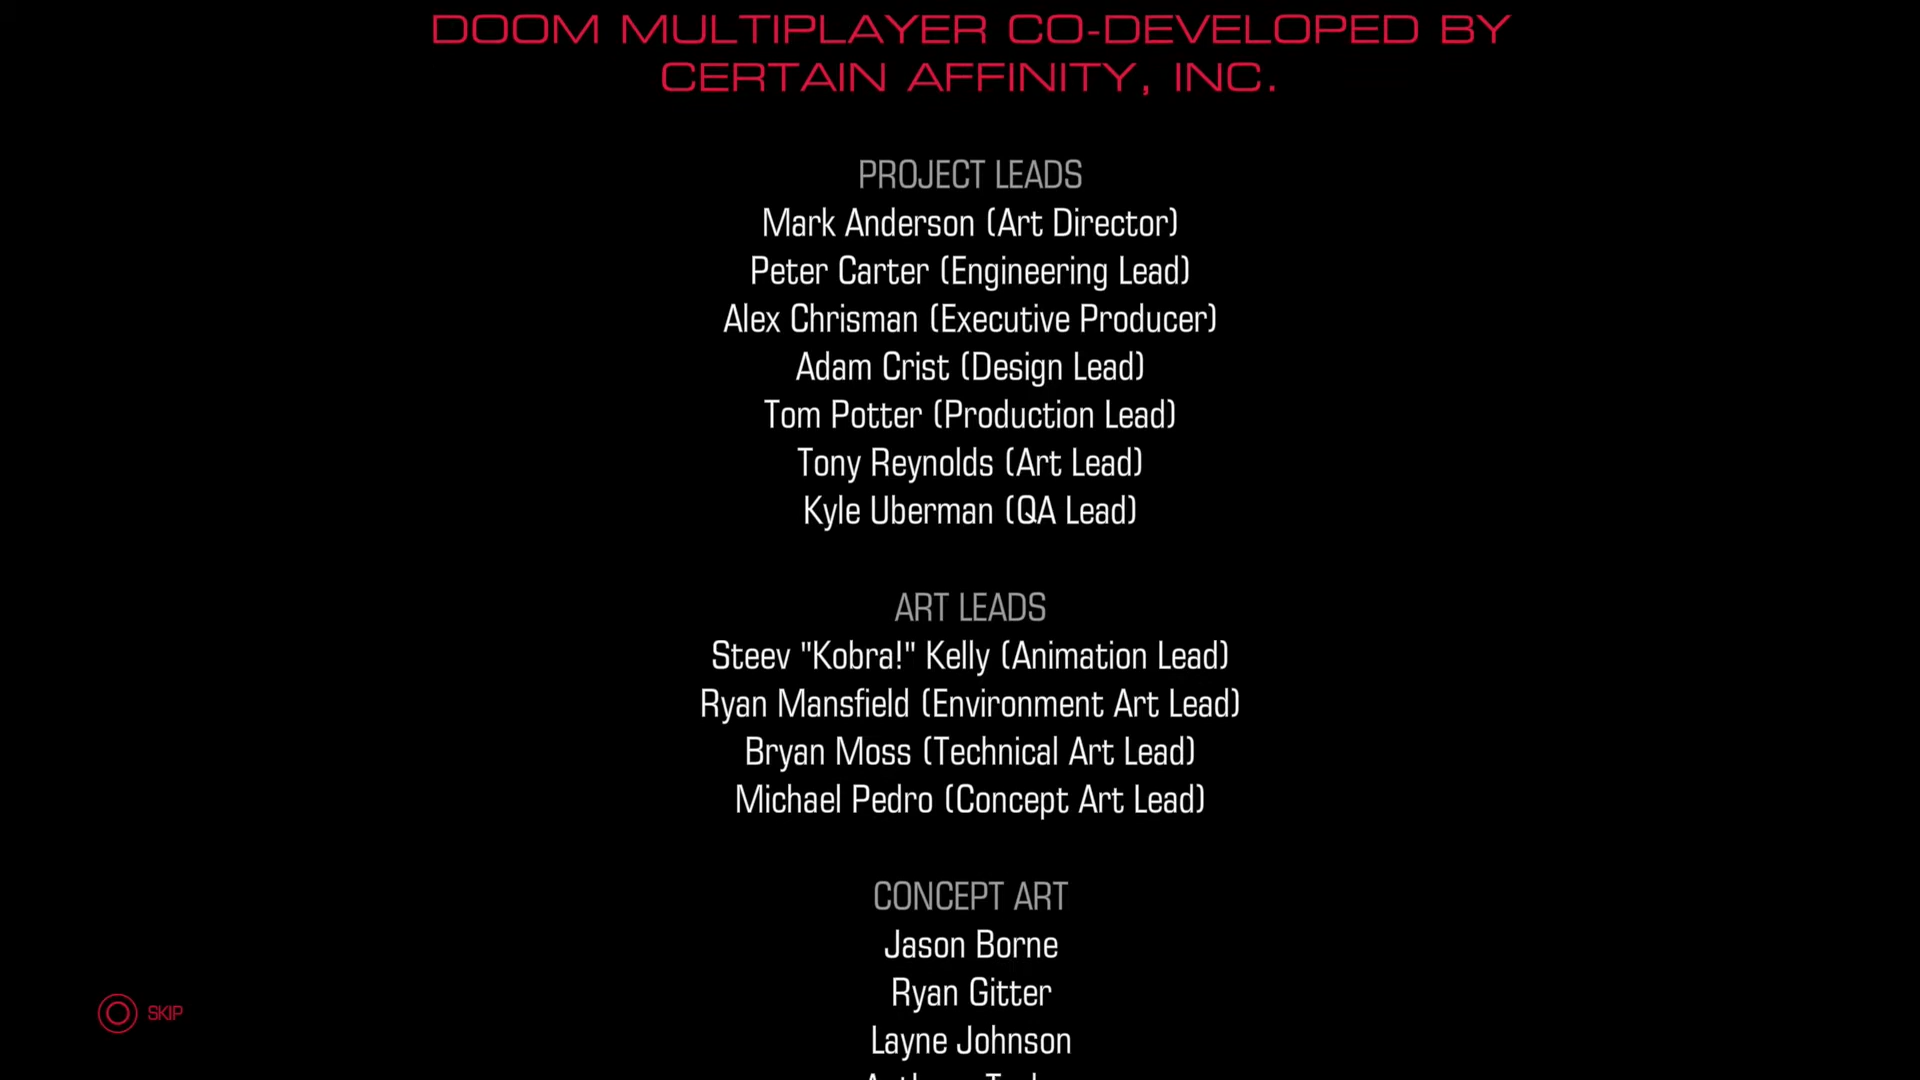 DOOM MULTIPLAYER CO-DEVELOPED BY
CERTAIN AFFINITY, INC.
PROJECT LEADS
Mark Anderson (Art Director)
Peter Carter (Engineering Lead)
Alex Chrisman (Executive Producer)
Adam Crist (Design Lead)
Tom Potter (Production Lead)
Tony Reynolds (Art Lead)
Kyle Uberman (QA Lead)
ART LEADS
Steev "Kobra!" Kelly (Animation Lead)
Ryan Mansfield (Environment Art Lead)
Bryan Moss (Technical Art Lead)
Michael Pedro (Concept Art Lead)
CONCEPT ART
Jason Borne
Ryan Gitter
Layne Johnson
SKIP